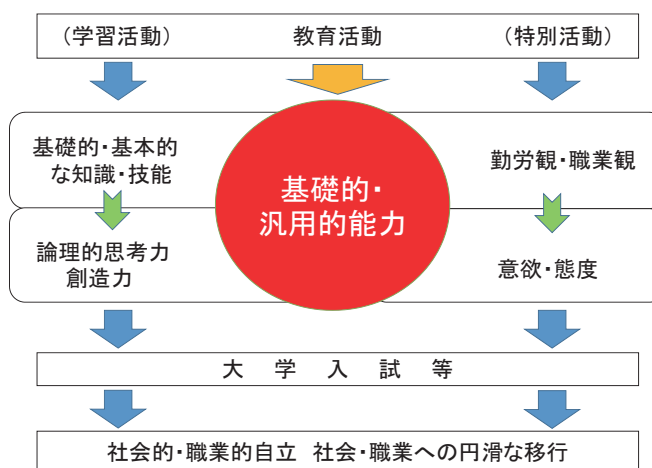 (学習活動) 教育活動 (特別活動)
基礎的・基本的
な知識・技能
基礎的・
汎用的能力
勤労観・職業観
論理的思考力
創造力
意欲・態度
大 学 入 試 等
社会的・職業的自立 社会・職業への円滑な移行